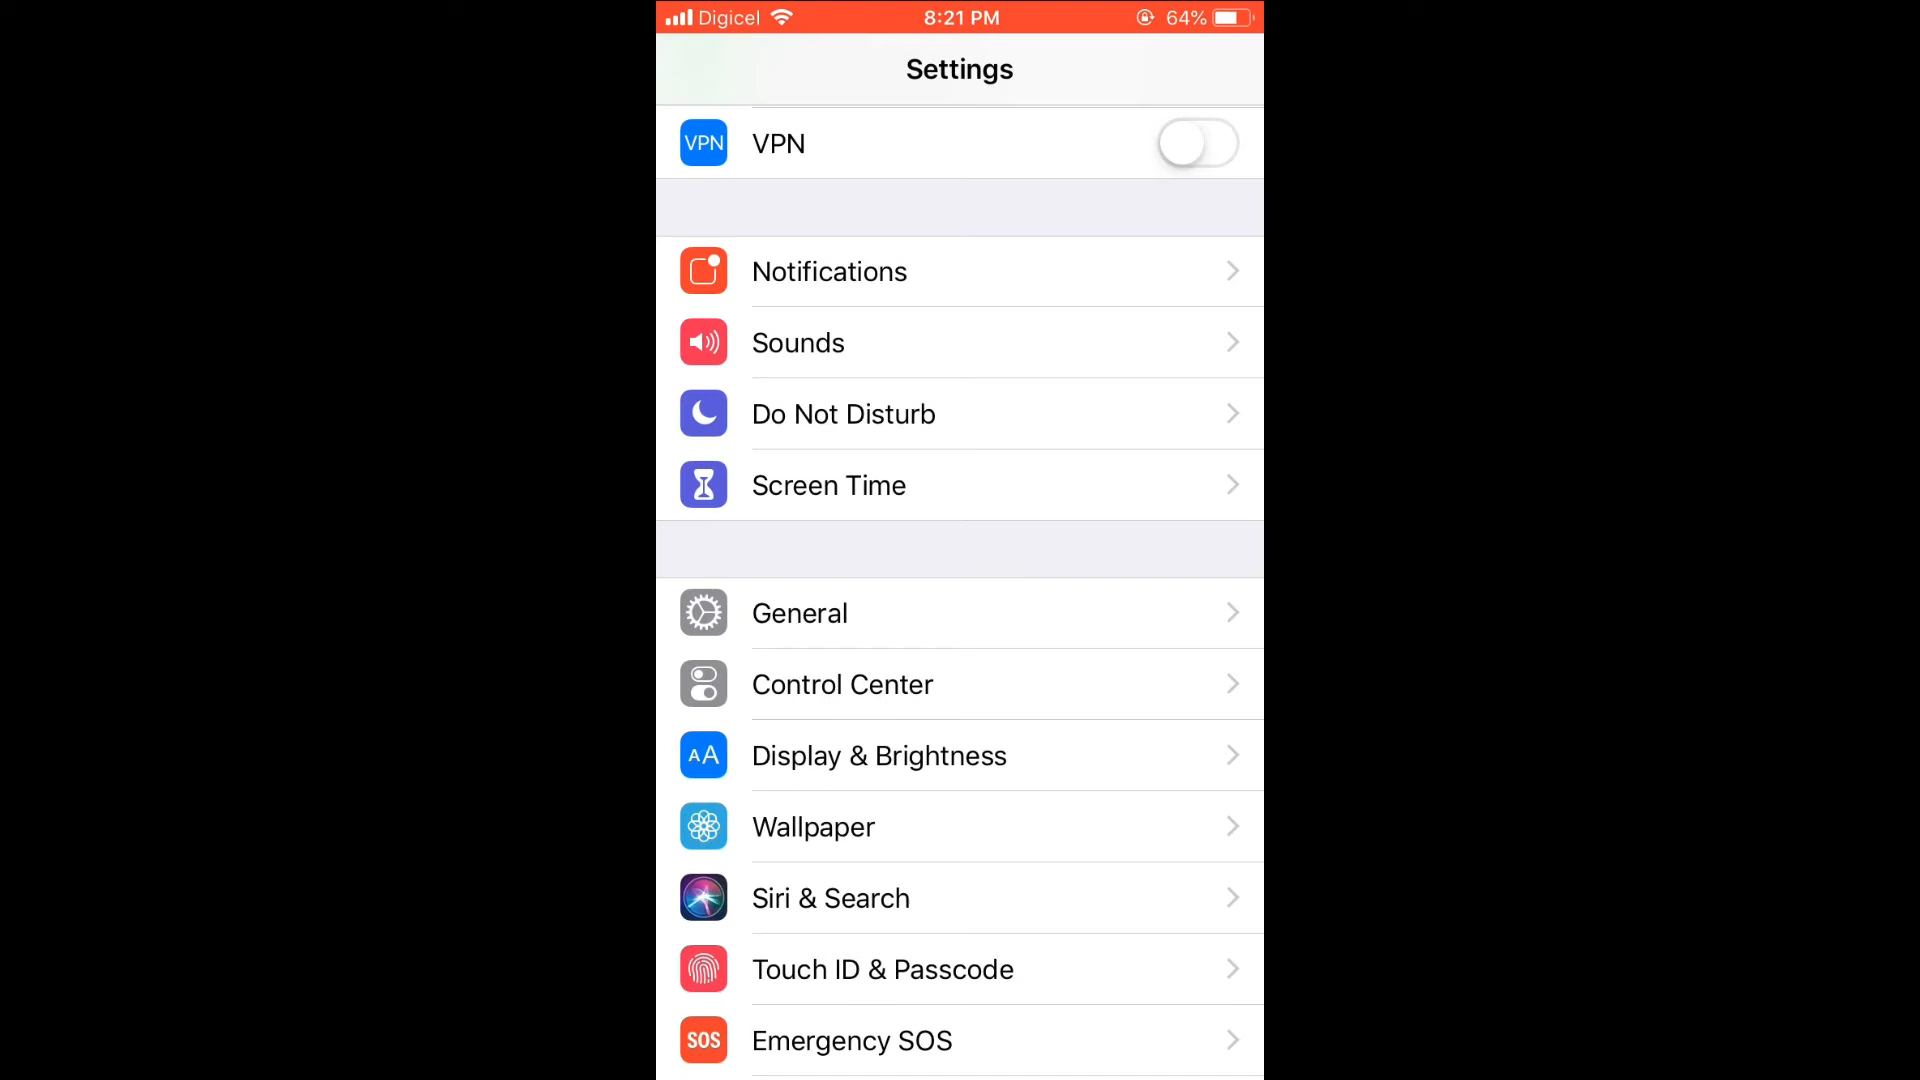 Digicel 8:21 PM 64%
Settings
VPN VPN
Notifications
Sounds
Do Not Disturb
Screen Time
General
Control Center
AA Display & Brightness
Wallpaper
Siri & Search
Touch ID & Passcode
SOS Emergency SOS